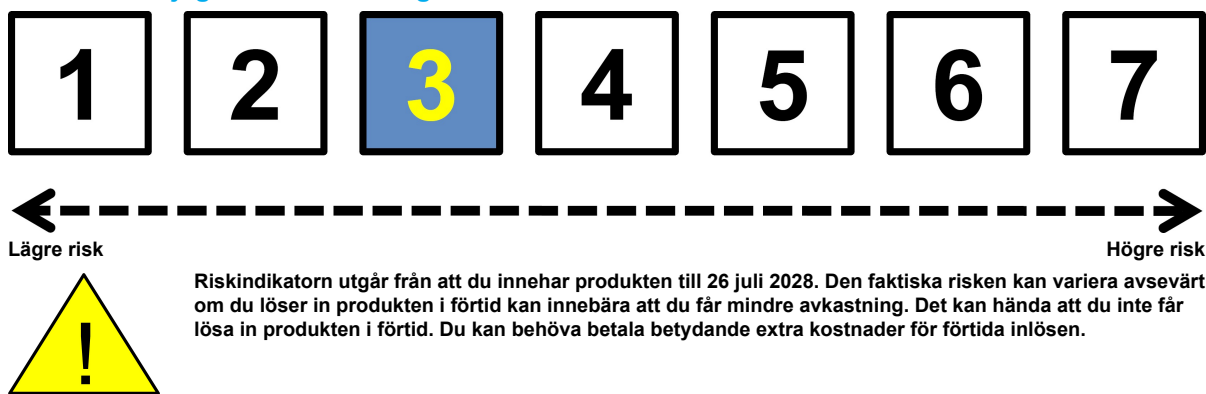 1 2 3 4 5 6 7
Lägre risk Högre risk
Riskindikatorn utgår från att du innehar produkten till 26 juli 2028. Den faktiska risken kan variera avsevärt
om du löser in produkten i förtid kan innebära att du får mindre avkastning. Det kan hända att du inte får
lösa in produkten i förtid. Du kan behöva betala betydande extra kostnader för förtida inlösen.
!